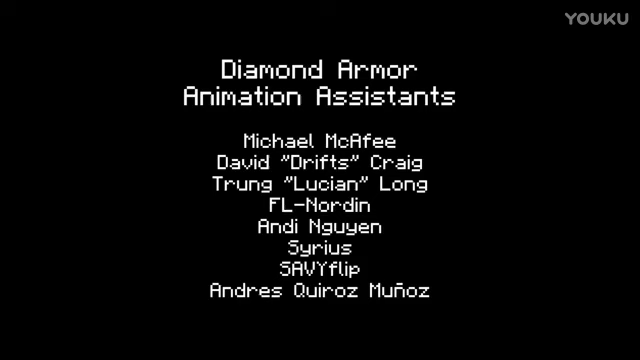 YOUKU
Diamond Armor
Animation Assistants
Michael McAfee
David "Drifts" Craig
Trung "Lucian" Long
FL-Nordin
Andi Nguyen
Syrius
SAVYflip
Andres Quiroz Muñoz